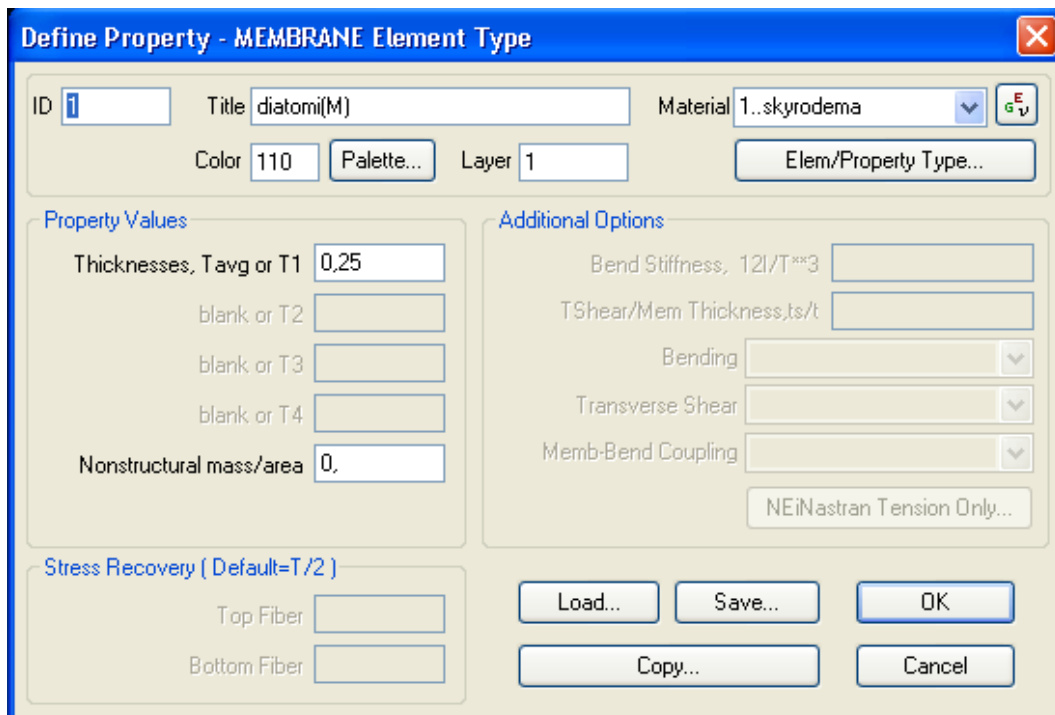 Define Property - MEMBRANE Element Type
ID 1 Title diatomi(M) Material 1..skyrodema GEν
Color 110 Palette... Layer 1 Elem/Property Type...
Property Values
Thicknesses, Tavg or T1 0,25
blank or T2
blank or T3
blank or T4
Nonstructural mass/area 0,
Additional Options
Bend Stiffness, 12I/T**3
TShear/Mem Thickness,ts/t
Bending
Transverse Shear
Memb-Bend Coupling
NEiNastran Tension Only...
Stress Recovery ( Default=T/2 )
Top Fiber
Bottom Fiber
Load... Save... OK
Copy... Cancel